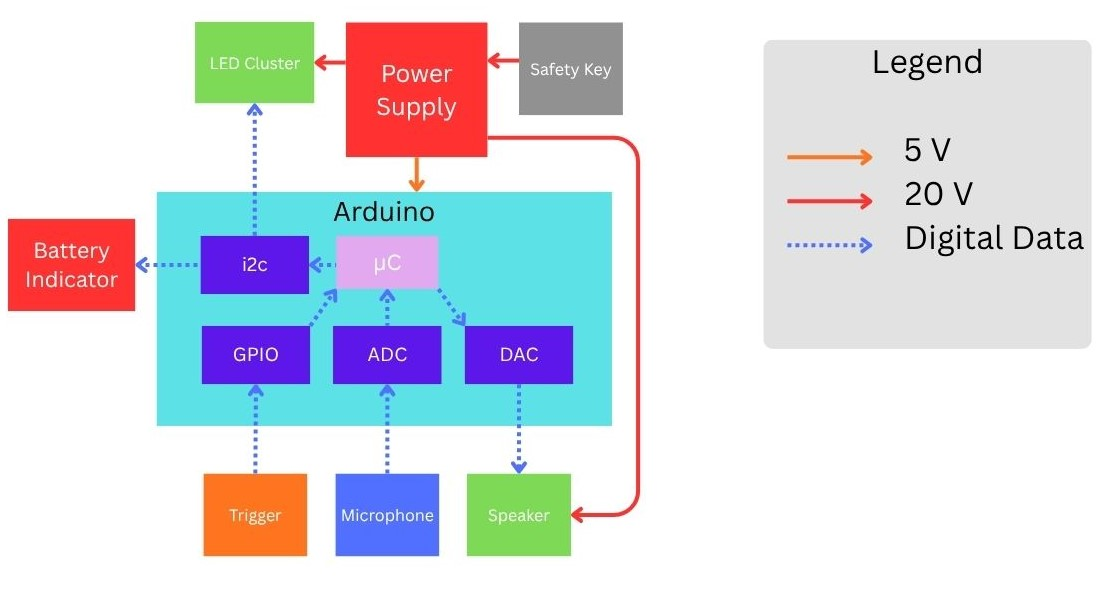 LED Cluster
Power
Supply
Safety Key
Legend
5 V
20 V
Digital Data
Arduino
Battery
Indicator
i2c
µC
GPIO
ADC
DAC
Trigger
Microphone
Speaker